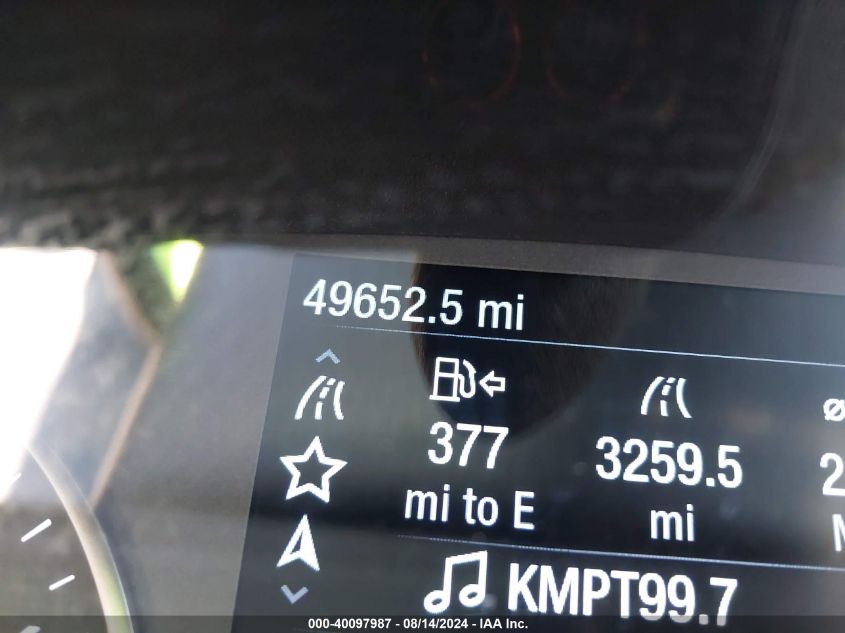 49652.5 mi
377
mi to E
3259.5
mi
KMPT99.7
000-40097987 - 08/14/2024 - IAA Inc.